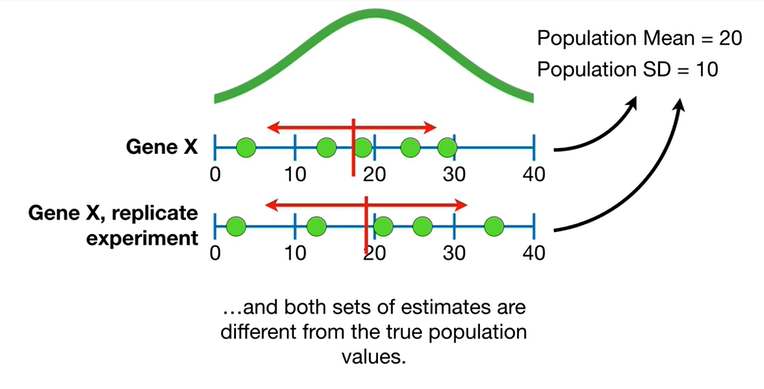 Population Mean = 20
Population SD = 10
Gene X
0 10 20 30 40
Gene X, replicate
experiment
0 10 20 30 40
…and both sets of estimates are
different from the true population
values.